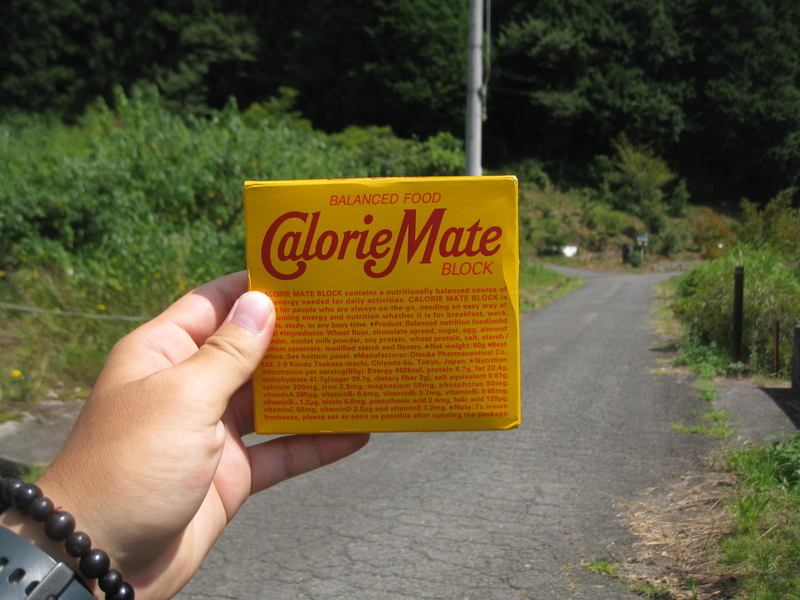 BALANCED FOOD
CalorieMate
BLOCK
CALORIE MATE BLOCK contains a nutritionally balanced source of
energy needed for daily activities. CALORIE MATE BLOCK is
for people who are always on-the-go, needing an easy way of
energy and nutrition whether it is for breakfast, work,
study, or any busy time. ●Product: Balanced nutrition food
●Ingredients: Wheat flour, chocolate spread, sugar, egg, almond
nonfat milk powder, soy protein, wheat protein, salt, starch /
caseinate, modified starch and flavors. ●Net weight: 80g ●Best
before: See bottom panel. ●Manufacturer: Otsuka Pharmaceutical Co.,
Ltd. 2-9 Kanda Tsukasa-machi, Chiyoda-ku, Tokyo, Japan. ●Nutrition
information per serving(80g): Energy 400kcal, protein 8.7g, fat 22.4g,
carbohydrate 41.7g(sugar 39.7g, dietary fiber 2g), salt equivalent 0.81g,
calcium 200mg, iron 2.5mg, magnesium 50mg, phosphorus 90mg,
vitaminA 385μg, vitaminB₁ 0.6mg, vitaminB₂ 0.7mg, vitaminB₆ 0.65mg,
vitaminB₁₂ 1.2μg, niacin 6.5mg, pantothenic acid 2.4mg, folic acid 120μg,
vitaminC 50mg, vitaminD 2.8μg and vitaminE 3.2mg. ●Note: To insure
freshness, please eat as soon as possible after opening the package.